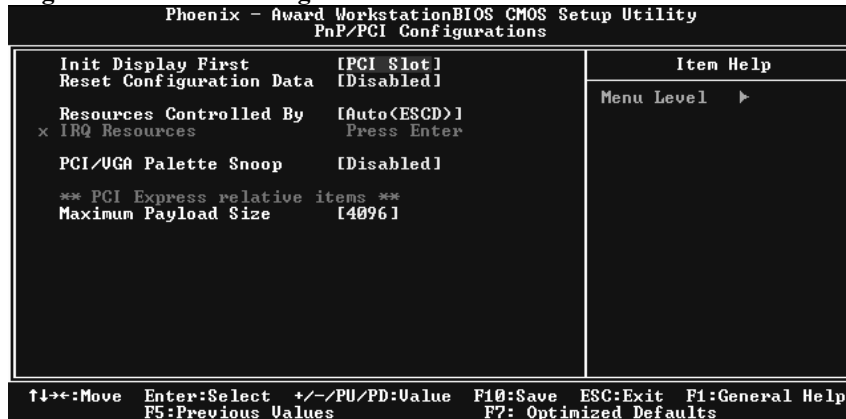 Phoenix - Award WorkstationBIOS CMOS Setup Utility
PnP/PCI Configurations
Init Display First [PCI Slot]
Reset Configuration Data [Disabled]
Resources Controlled By [Auto(ESCD)]
x IRQ Resources Press Enter
PCI/VGA Palette Snoop [Disabled]
** PCI Express relative items **
Maximum Payload Size [4096]
Item Help
Menu Level ►
↑↓→←:Move Enter:Select +/-/PU/PD:Value F10:Save ESC:Exit F1:General Help
F5:Previous Values F7: Optimized Defaults